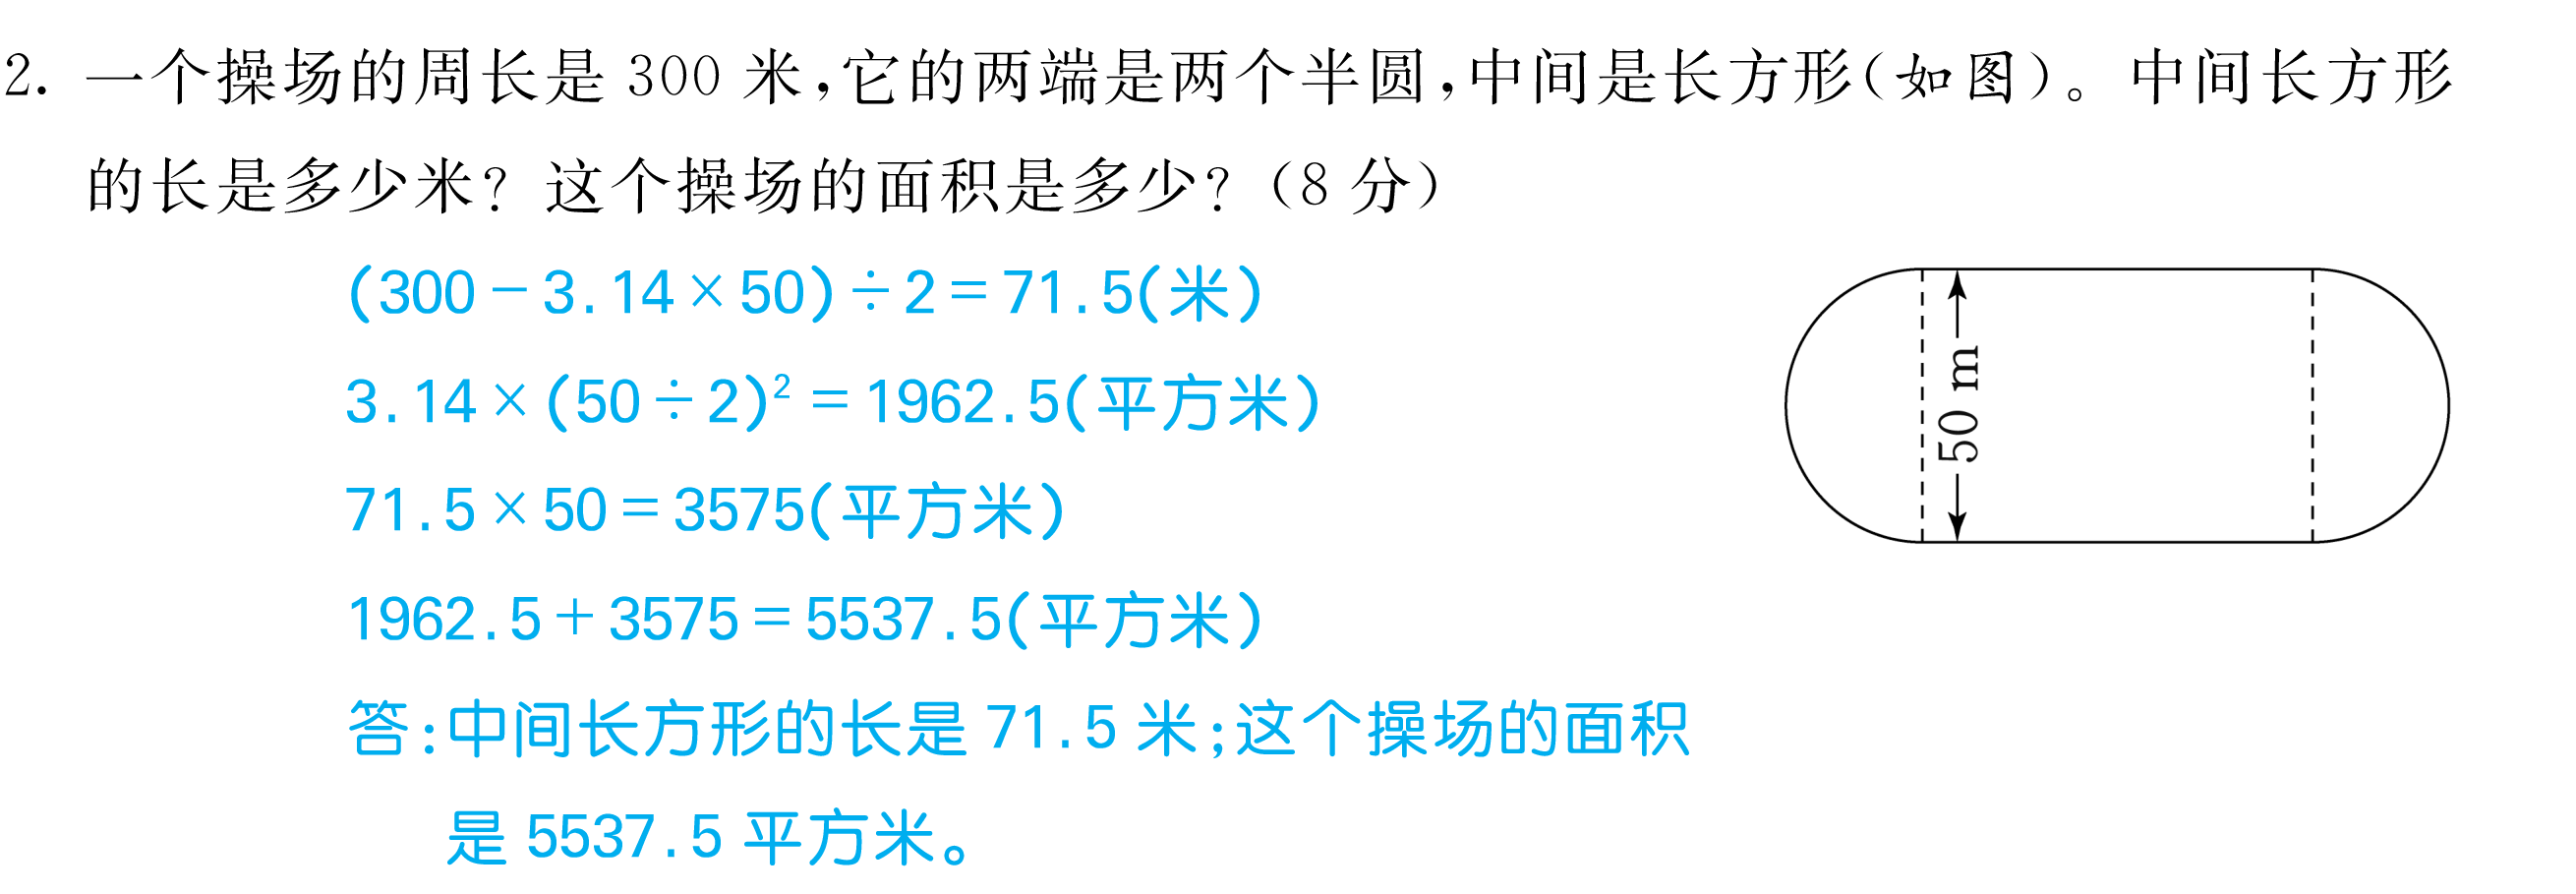 2. 一个操场的周长是 300 米,它的两端是两个半圆,中间是长方形(如图)。中间长方形
的长是多少米? 这个操场的面积是多少?(8 分)
(300-3.14×50)÷2=71.5(米)
3.14×(50÷2)²=1962.5(平方米)
71.5×50=3575(平方米)
1962.5+3575=5537.5(平方米)
答:中间长方形的长是 71.5 米;这个操场的面积
是 5537.5 平方米。
50 m